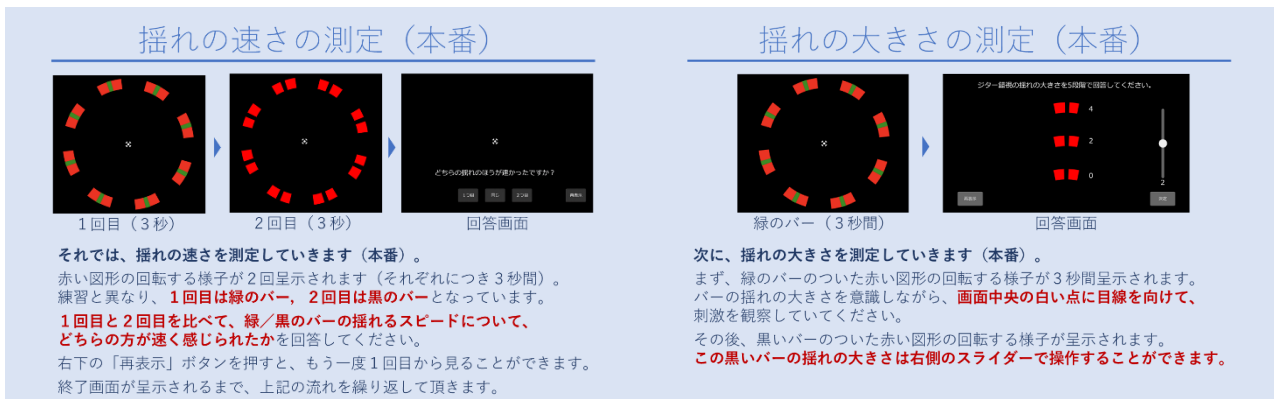 揺れの速さの測定（本番）
1回目（3秒）
2回目（3秒）
どちらの揺れのほうが速かったですか？
1つ目
同じ
2つ目
再表示
回答画面
それでは、揺れの速さを測定していきます（本番）。
赤い図形の回転する様子が２回呈示されます（それぞれにつき３秒間）。
練習と異なり、１回目は緑のバー，２回目は黒のバーとなっています。
１回目と２回目を比べて、緑／黒のバーの揺れるスピードについて、
どちらの方が速く感じられたかを回答してください。
右下の「再表示」ボタンを押すと、もう一度１回目から見ることができます。
終了画面が呈示されるまで、上記の流れを繰り返して頂きます。
揺れの大きさの測定（本番）
緑のバー（３秒間）
ジター錯視の揺れの大きさを5段階で回答してください。
4
2
0
2
再表示
決定
回答画面
次に、揺れの大きさを測定していきます（本番）。
まず、緑のバーのついた赤い図形の回転する様子が３秒間呈示されます。
バーの揺れの大きさを意識しながら、画面中央の白い点に目線を向けて、
刺激を観察していてください。
その後、黒いバーのついた赤い図形の回転する様子が呈示されます。
この黒いバーの揺れの大きさは右側のスライダーで操作することができます。